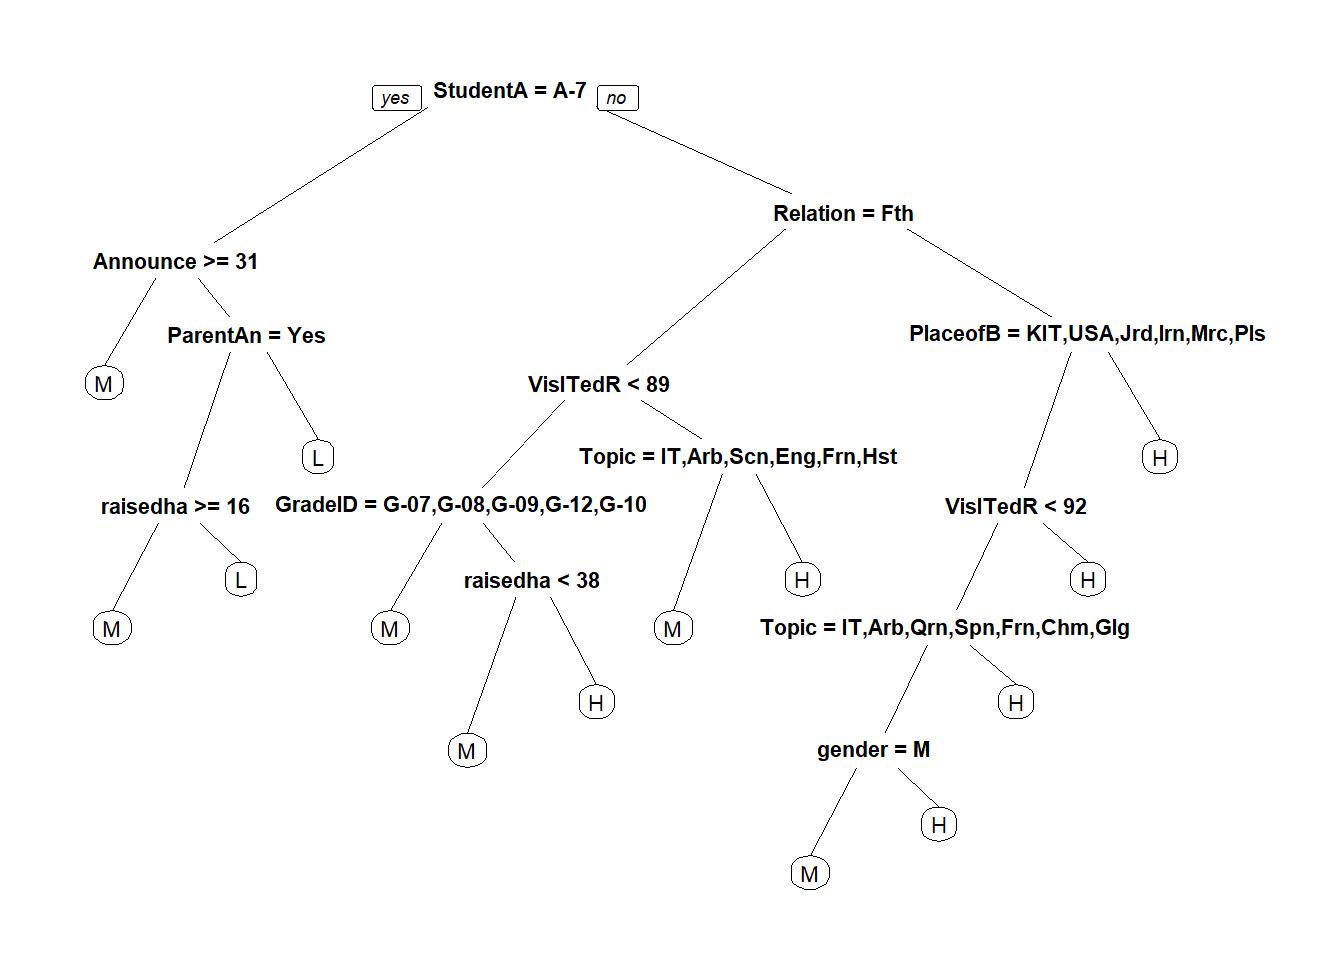 yes StudentA = A-7 no
Relation = Fth
Announce >= 31
ParentAn = Yes
PlaceofB = KIT,USA,Jrd,Irn,Mrc,Pls
M
VisITedR < 89
L
Topic = IT,Arb,Scn,Eng,Frn,Hst
H
raisedha >= 16
GradeID = G-07,G-08,G-09,G-12,G-10
VisITedR < 92
L
raisedha < 38
H
H
M
M
M
Topic = IT,Arb,Qrn,Spn,Frn,Chm,Glg
H
H
M
gender = M
H
M